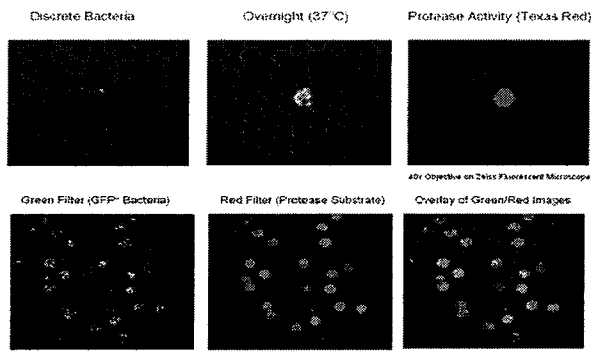 Discrete Bacteria
Overnight (37°C)
Protease Activity (Texas Red)
40x Objective on Zeiss Fluorescent Microscope
Green Filter (GFP+ Bacteria)
Red Filter (Protease Substrate)
Overlay of Green/Red Images